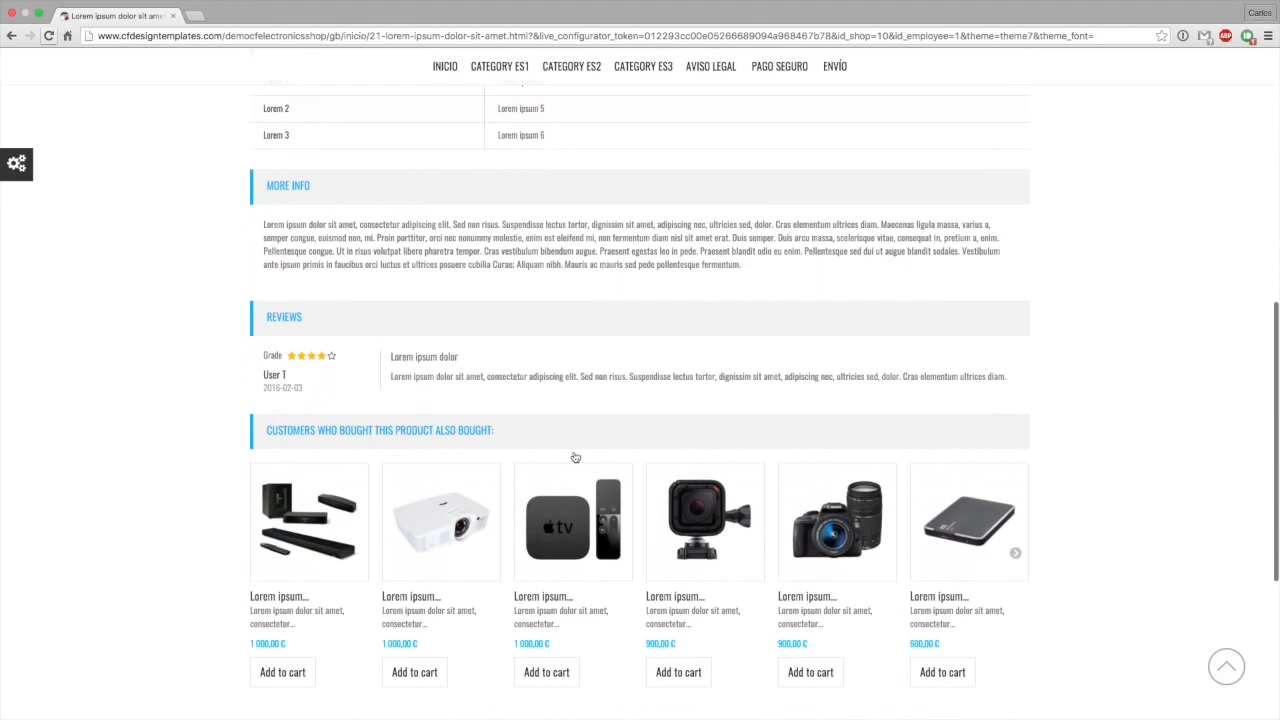 Lorem ipsum dolor sit ame
Carlos
www.cfdesigntemplates.com/democfelectronicsshop/gb/inicio/21-lorem-ipsum-dolor-sit-amet.html?&live_configurator_token=012293cc00e05266689094a968467b78&id_shop=10&id_employee=1&theme=theme7&theme_font=
ABP
INICIO CATEGORY ES1 CATEGORY ES2 CATEGORY ES3 AVISO LEGAL PAGO SEGURO ENVÍO
Lorem 2 Lorem ipsum 5
Lorem 3 Lorem ipsum 6
MORE INFO
Lorem ipsum dolor sit amet, consectetur adipiscing elit. Sed non risus. Suspendisse lectus tortor, dignissim sit amet, adipiscing nec, ultricies sed, dolor. Cras elementum ultrices diam. Maecenas ligula massa, varius a,
semper congue, euismod non, mi. Proin porttitor, orci nec nonummy molestie, enim est eleifend mi, non fermentum diam nisl sit amet erat. Duis semper. Duis arcu massa, scelerisque vitae, consequat in, pretium a, enim.
Pellentesque congue. Ut in risus volutpat libero pharetra tempor. Cras vestibulum bibendum augue. Praesent egestas leo in pede. Praesent blandit odio eu enim. Pellentesque sed dui ut augue blandit sodales. Vestibulum
ante ipsum primis in faucibus orci luctus et ultrices posuere cubilia Curae; Aliquam nibh. Mauris ac mauris sed pede pellentesque fermentum.
REVIEWS
Grade
User T
2016-02-03
Lorem ipsum dolor
Lorem ipsum dolor sit amet, consectetur adipiscing elit. Sed non risus. Suspendisse lectus tortor, dignissim sit amet, adipiscing nec, ultricies sed, dolor. Cras elementum ultrices diam.
CUSTOMERS WHO BOUGHT THIS PRODUCT ALSO BOUGHT:
tv
Canon
Lorem ipsum... Lorem ipsum... Lorem ipsum... Lorem ipsum... Lorem ipsum... Lorem ipsum...
Lorem ipsum dolor sit amet, Lorem ipsum dolor sit amet, Lorem ipsum dolor sit amet, Lorem ipsum dolor sit amet, Lorem ipsum dolor sit amet, Lorem ipsum dolor sit amet,
consectetur... consectetur... consectetur... consectetur... consectetur... consectetur...
1 000,00 € 1 000,00 € 1 000,00 € 900,00 € 900,00 € 600,00 €
Add to cart Add to cart Add to cart Add to cart Add to cart Add to cart